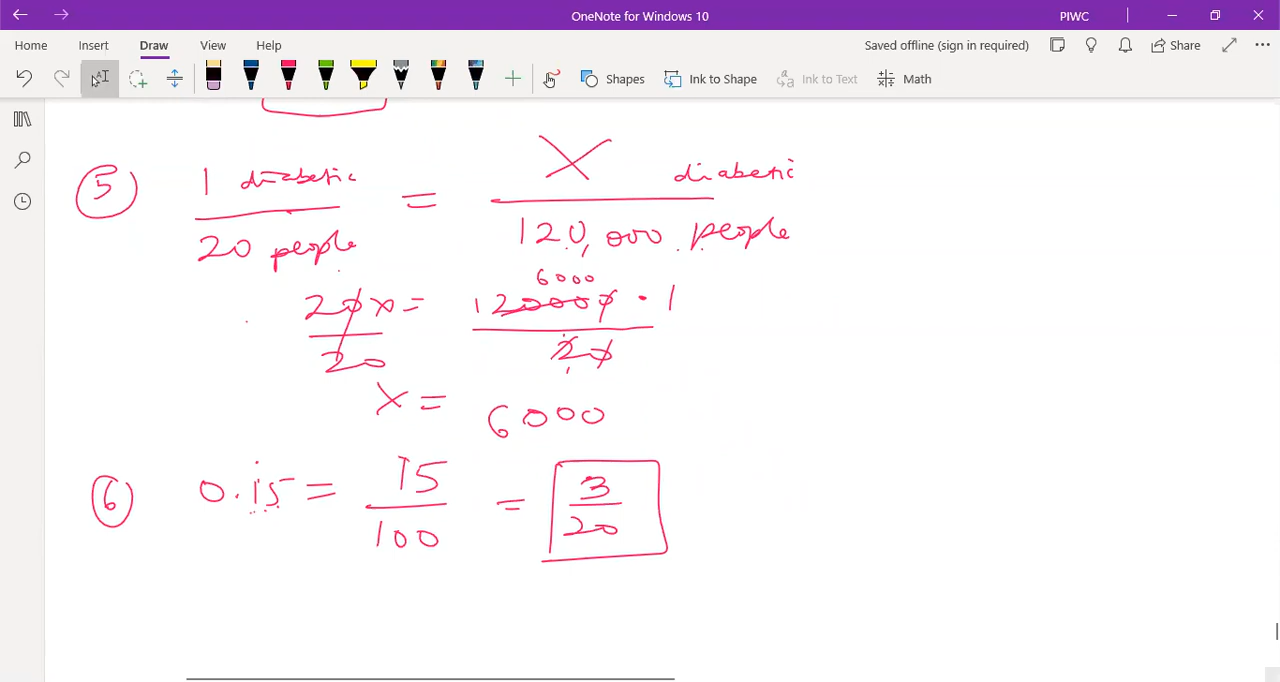 OneNote for Windows 10
PIWC
Home Insert Draw View Help
Saved offline (sign in required)
Share
Shapes
Ink to Shape
Ink to Text
Math
5
1 diabetic = X diabetic
20 people 120,000 people
6000
20x = 120000 · 1
20 20
x = 6000
6
0.15 = 15 = 3
100 20